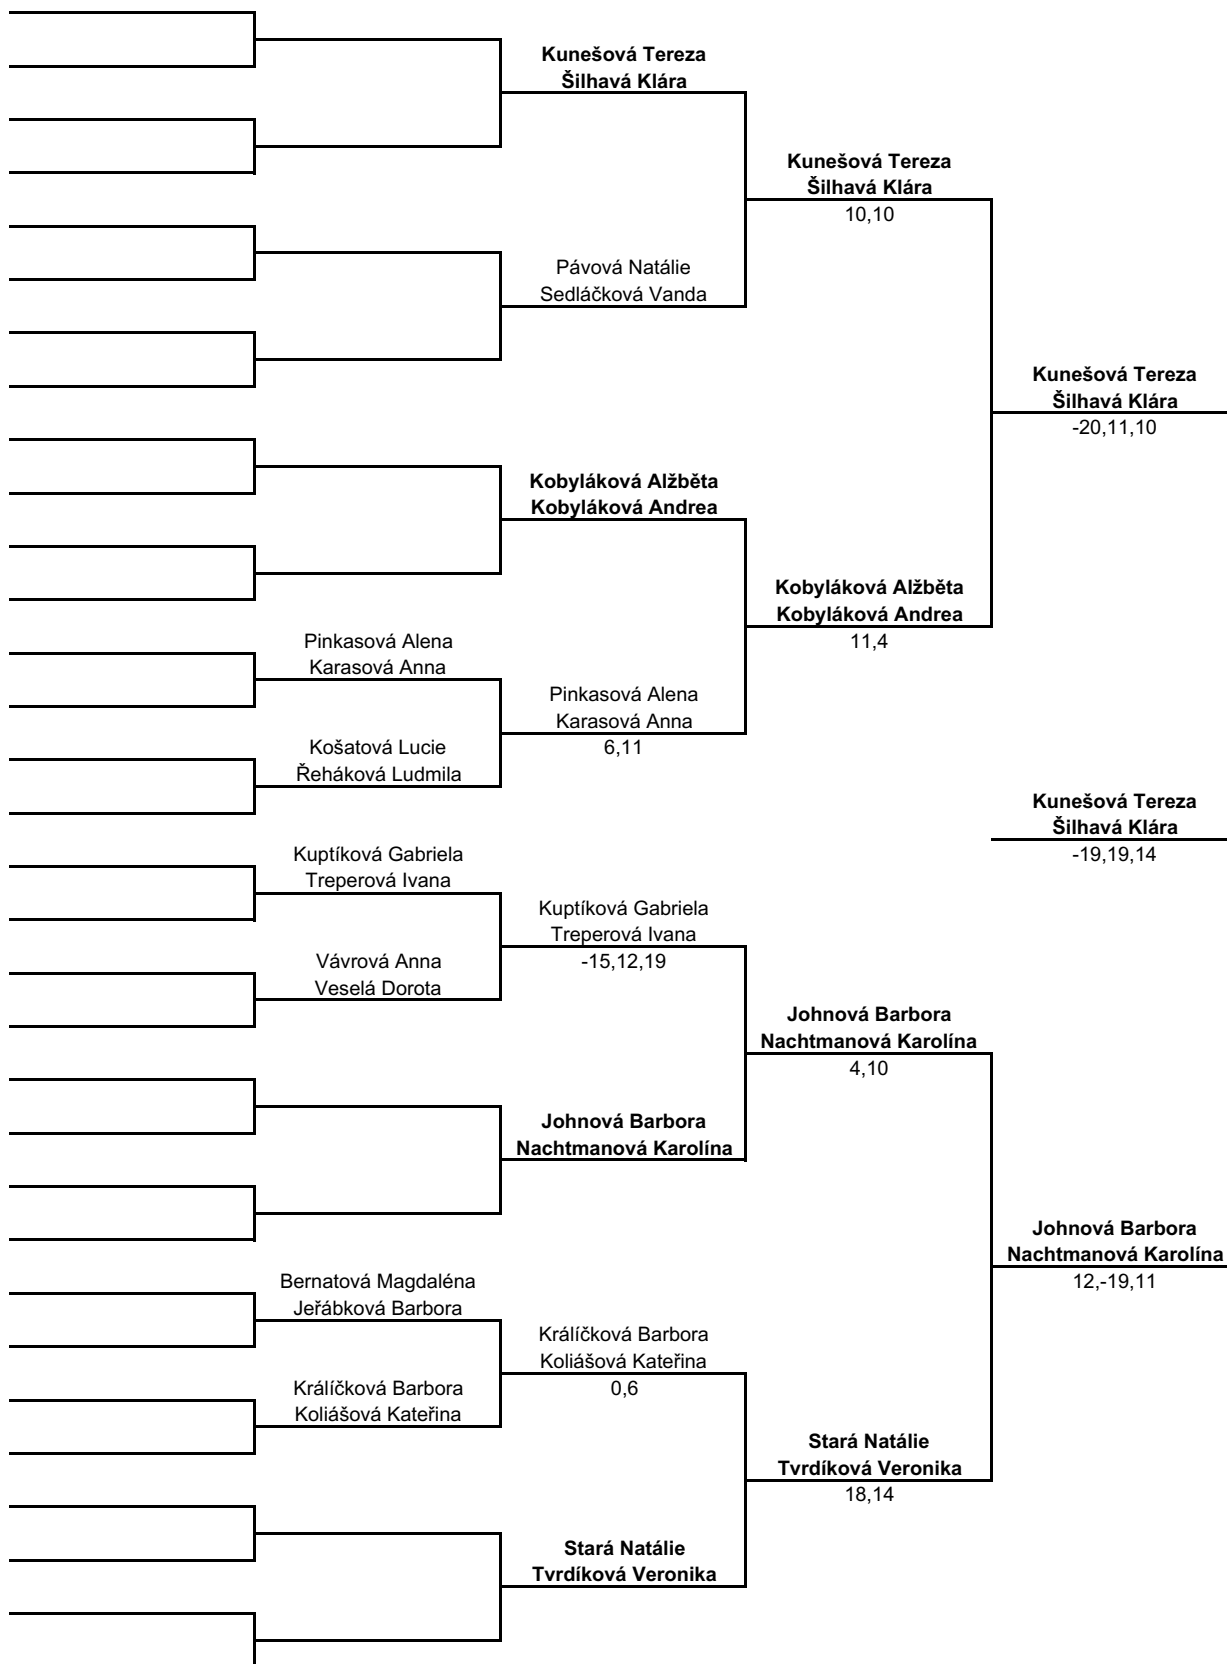 Kunešová Tereza
Šilhavá Klára
Kunešová Tereza
Šilhavá Klára
10,10
Pávová Natálie
Sedláčková Vanda
Kunešová Tereza
Šilhavá Klára
-20,11,10
Kobyláková Alžběta
Kobyláková Andrea
Kobyláková Alžběta
Kobyláková Andrea
11,4
Pinkasová Alena
Karasová Anna
Pinkasová Alena
Karasová Anna
6,11
Košatová Lucie
Řeháková Ludmila
Kunešová Tereza
Šilhavá Klára
-19,19,14
Kuptíková Gabriela
Treperová Ivana
Kuptíková Gabriela
Treperová Ivana
-15,12,19
Vávrová Anna
Veselá Dorota
Johnová Barbora
Nachtmanová Karolína
4,10
Johnová Barbora
Nachtmanová Karolína
Johnová Barbora
Nachtmanová Karolína
12,-19,11
Bernatová Magdaléna
Jeřábková Barbora
Králíčková Barbora
Koliášová Kateřina
0,6
Králíčková Barbora
Koliášová Kateřina
Stará Natálie
Tvrdíková Veronika
18,14
Stará Natálie
Tvrdíková Veronika